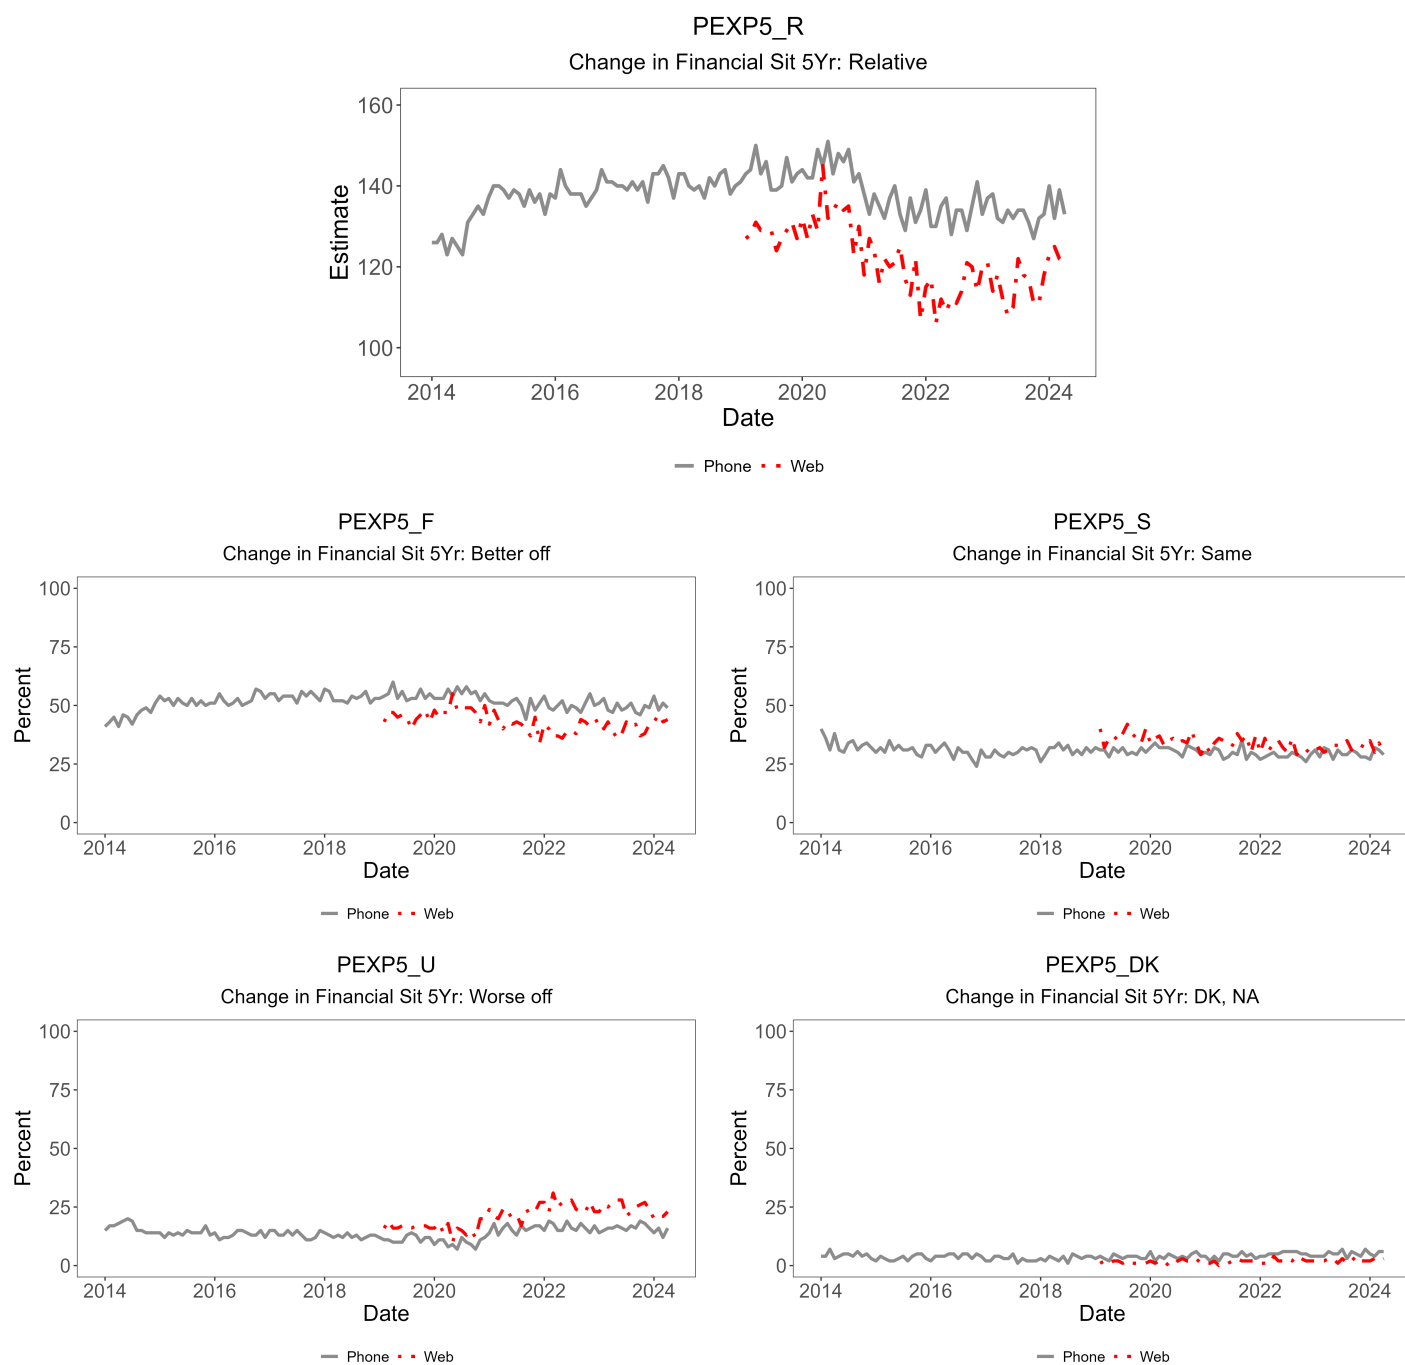 PEXP5_R
Change in Financial Sit 5Yr: Relative
160
140
120
100
Estimate
2014 2016 2018 2020 2022 2024
Date
Phone Web
PEXP5_F
Change in Financial Sit 5Yr: Better off
100
75
50
25
0
Percent
2014 2016 2018 2020 2022 2024
Date
Phone Web
PEXP5_S
Change in Financial Sit 5Yr: Same
100
75
50
25
0
Percent
2014 2016 2018 2020 2022 2024
Date
Phone Web
PEXP5_U
Change in Financial Sit 5Yr: Worse off
100
75
50
25
0
Percent
2014 2016 2018 2020 2022 2024
Date
Phone Web
PEXP5_DK
Change in Financial Sit 5Yr: DK, NA
100
75
50
25
0
Percent
2014 2016 2018 2020 2022 2024
Date
Phone Web